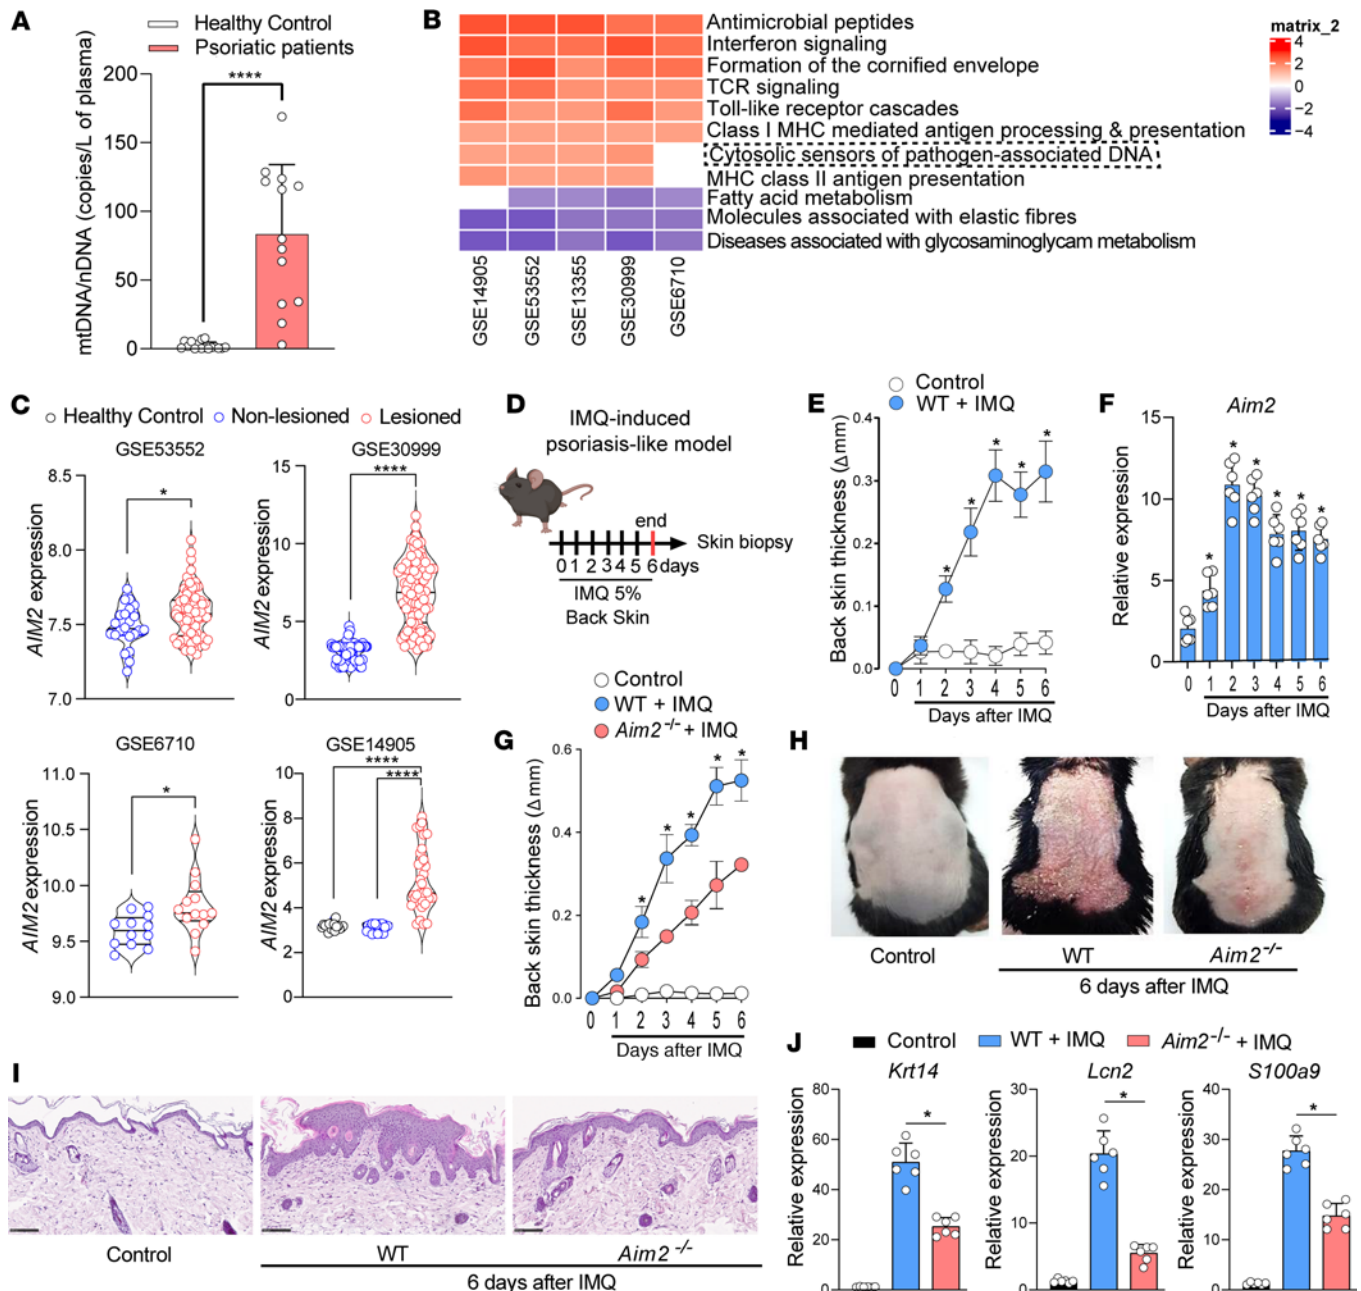 A
Healthy Control
Psoriatic patients
mtDNA/nDNA (copies/L of plasma)
200
150
100
50
0
****
B
Antimicrobial peptides
Interferon signaling
Formation of the cornified envelope
TCR signaling
Toll-like receptor cascades
Class I MHC mediated antigen processing & presentation
Cytosolic sensors of pathogen-associated DNA
MHC class II antigen presentation
Fatty acid metabolism
Molecules associated with elastic fibres
Diseases associated with glycosaminoglycam metabolism
GSE14905
GSE53552
GSE13355
GSE30999
GSE6710
matrix_2
4
2
0
−2
−4
C
Healthy Control
Non-lesioned
Lesioned
GSE53552
AIM2 expression
8.5
8.0
7.5
7.0
*
GSE30999
AIM2 expression
15
10
5
0
****
GSE6710
AIM2 expression
11.0
10.5
10.0
9.5
9.0
*
GSE14905
AIM2 expression
10
8
6
4
2
0
****
****
D
IMQ-induced
psoriasis-like model
end
Skin biopsy
0 1 2 3 4 5 6 days
IMQ 5%
Back Skin
E
Control
WT + IMQ
Back skin thickness (Δmm)
0.4
0.3
0.2
0.1
0.0
* * * * *
0 1 2 3 4 5 6
Days after IMQ
F
Aim2
Relative expression
15
10
5
0
* * * * * *
0 1 2 3 4 5 6
Days after IMQ
G
Control
WT + IMQ
Aim2-/- + IMQ
Back skin thickness (Δmm)
0.6
0.4
0.2
0.0
* * * * *
0 1 2 3 4 5 6
Days after IMQ
H
Control
WT
Aim2-/-
6 days after IMQ
I
Control
WT
Aim2 -/-
6 days after IMQ
J
Control
WT + IMQ
Aim2-/- + IMQ
Krt14
Relative expression
80
60
40
20
0
*
Lcn2
Relative expression
30
20
10
0
*
S100a9
Relative expression
40
30
20
10
0
*